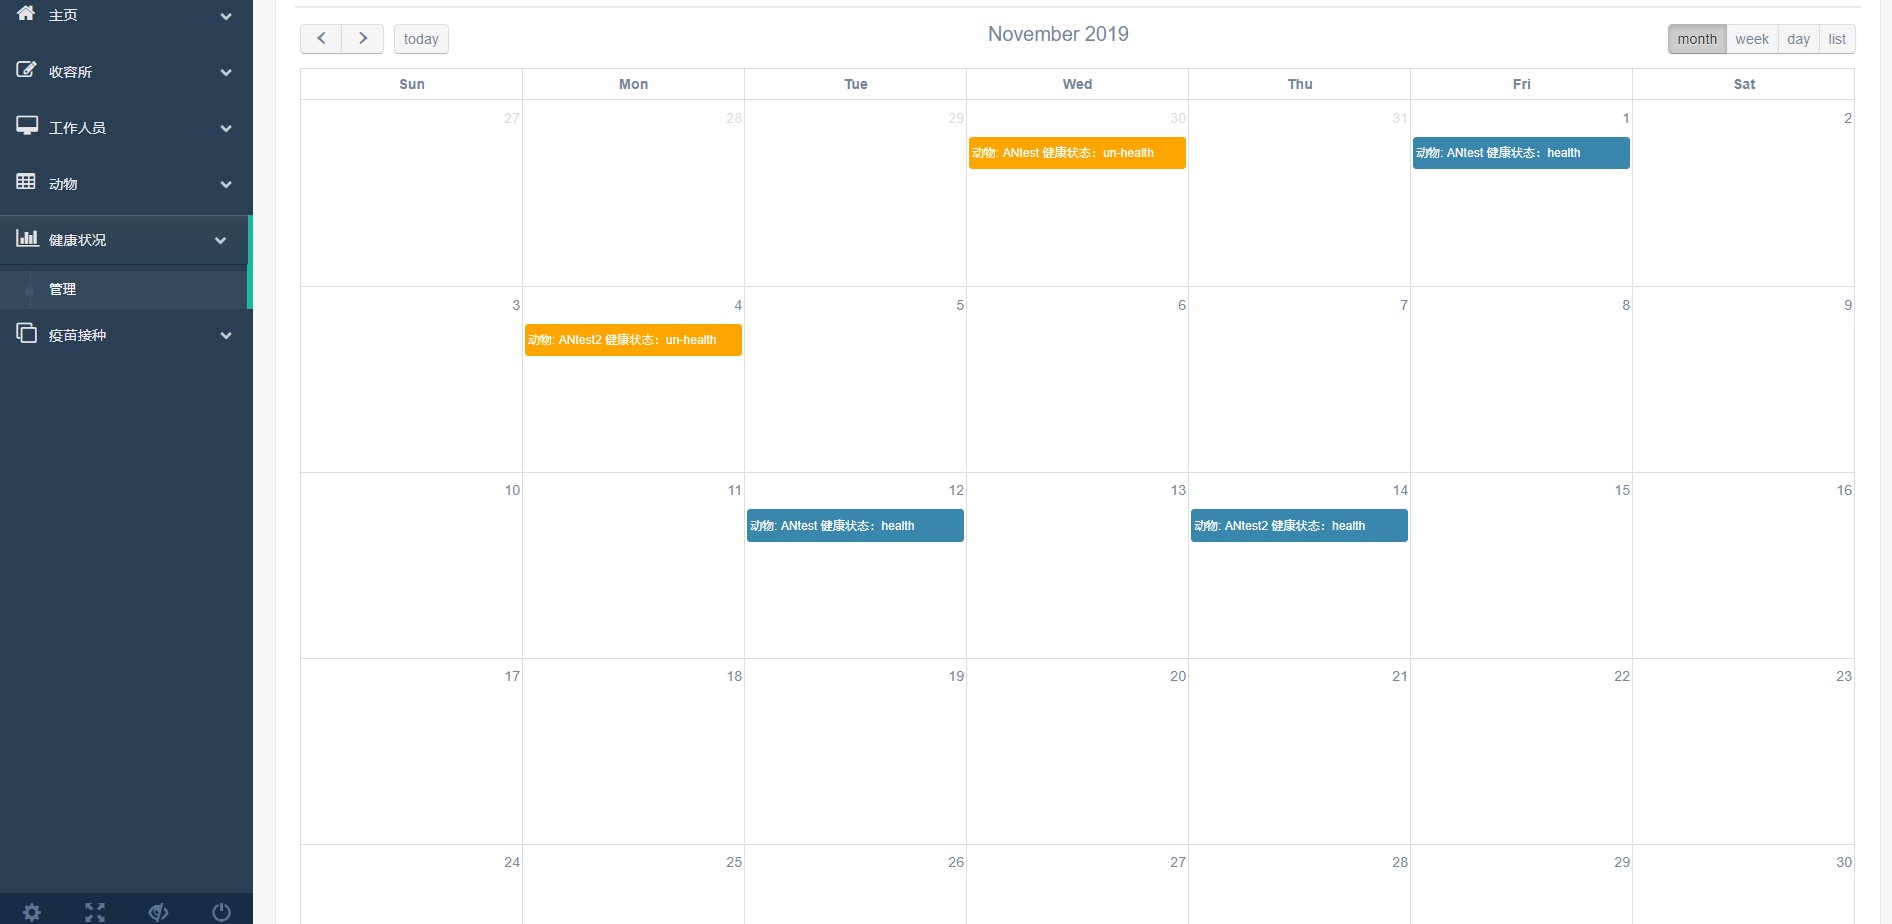 主页
收容所
工作人员
动物
健康状况
管理
疫苗接种
today
November 2019
month week day list
Sun Mon Tue Wed Thu Fri Sat
27 28 29 30 31 1 2
动物: ANtest 健康状态：un-health
动物: ANtest 健康状态：health
3 4 5 6 7 8 9
动物: ANtest2 健康状态：un-health
10 11 12 13 14 15 16
动物: ANtest 健康状态：health
动物: ANtest2 健康状态：health
17 18 19 20 21 22 23
24 25 26 27 28 29 30